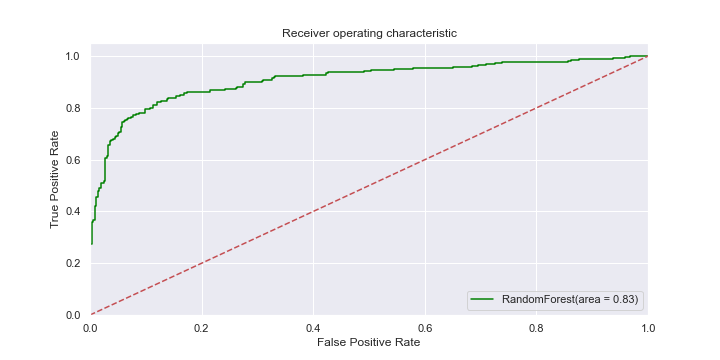 Receiver operating characteristic
True Positive Rate
1.0
0.8
0.6
0.4
0.2
0.0
RandomForest(area = 0.83)
0.0 0.2 0.4 0.6 0.8 1.0
False Positive Rate